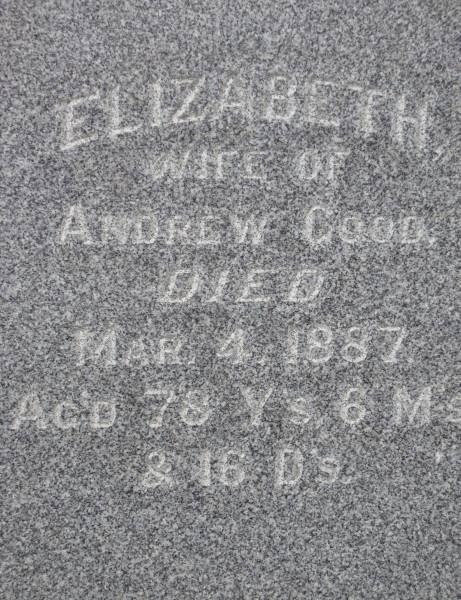 ELIZABETH,
WIFE OF
ANDREW GOOD,
DIED
MAR. 4, 1887.
AG'D 78 Y's, 6 M's
& 16 D's.